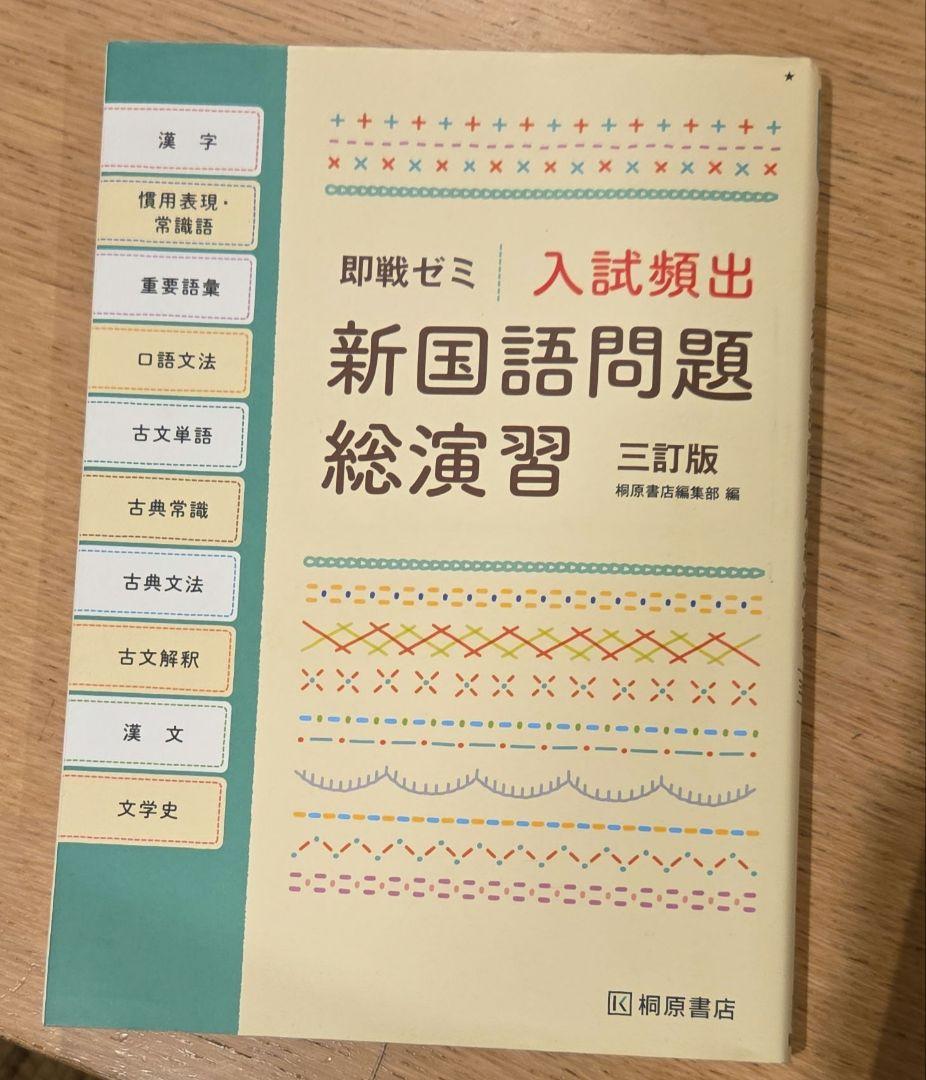 漢字
慣用表現・
常識語
重要語彙
口語文法
古文単語
古典常識
古典文法
古文解釈
漢文
文学史
★
即戦ゼミ 入試頻出
新国語問題
総演習 三訂版
桐原書店編集部 編
桐原書店